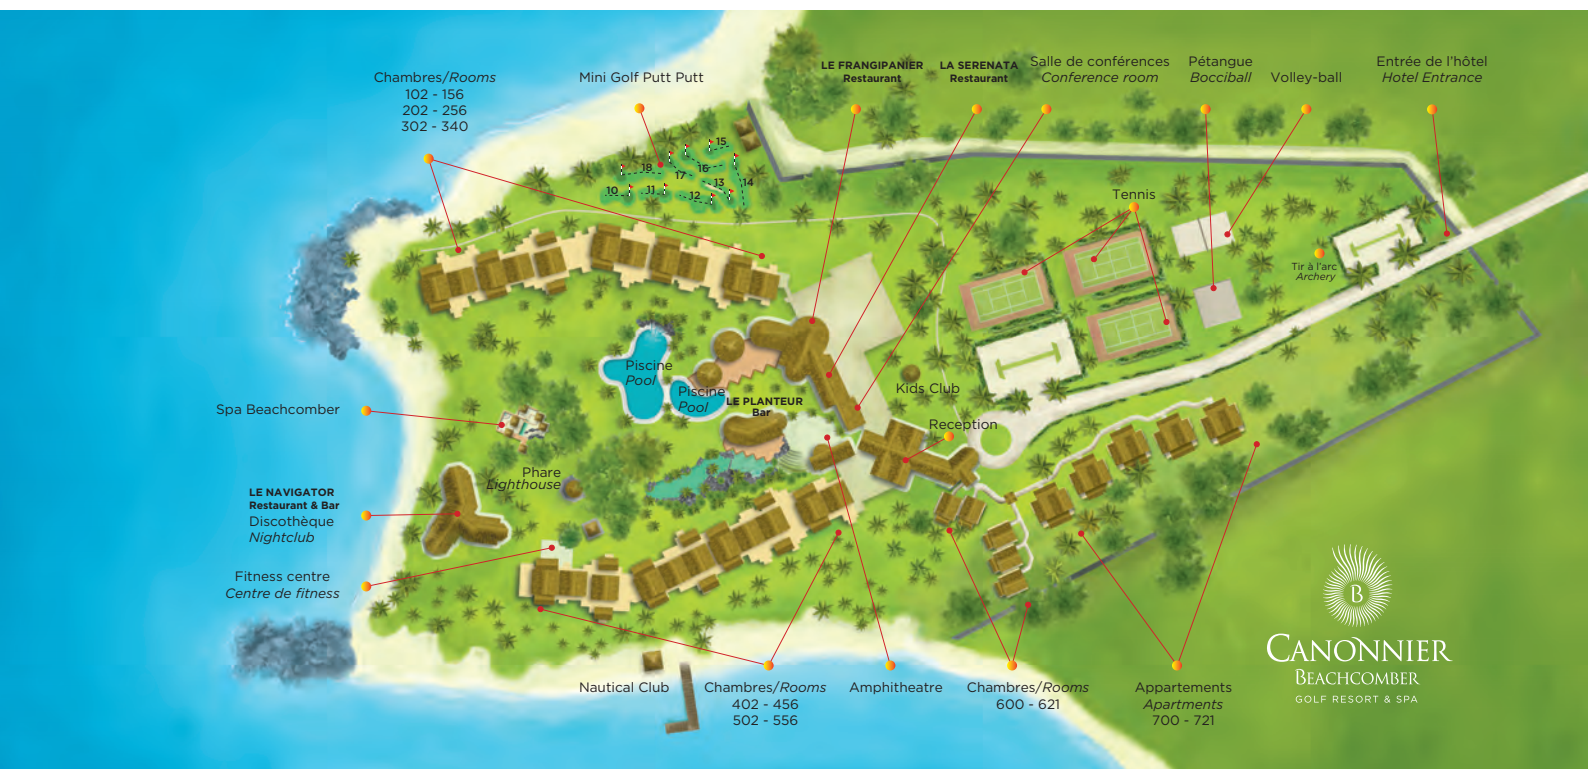 Chambres/Rooms
102 - 156
202 - 256
302 - 340
Mini Golf Putt Putt
LE FRANGIPANIER
Restaurant
LA SERENATA
Restaurant
Salle de conférences
Conference room
Pétangue
Bocciball
Volley-ball
Entrée de l'hôtel
Hotel Entrance
15
18
16
17
10
11
12
13
14
Tennis
Tir à l'arc
Archery
Piscine
Pool
Piscine
Pool
LE PLANTEUR
Bar
Kids Club
Reception
Spa Beachcomber
Phare
Lighthouse
LE NAVIGATOR
Restaurant & Bar
Discothèque
Nightclub
Fitness centre
Centre de fitness
Nautical Club
Chambres/Rooms
402 - 456
502 - 556
Amphitheatre
Chambres/Rooms
600 - 621
Appartements
Apartments
700 - 721
B
CANONNIER
BEACHCOMBER
GOLF RESORT & SPA